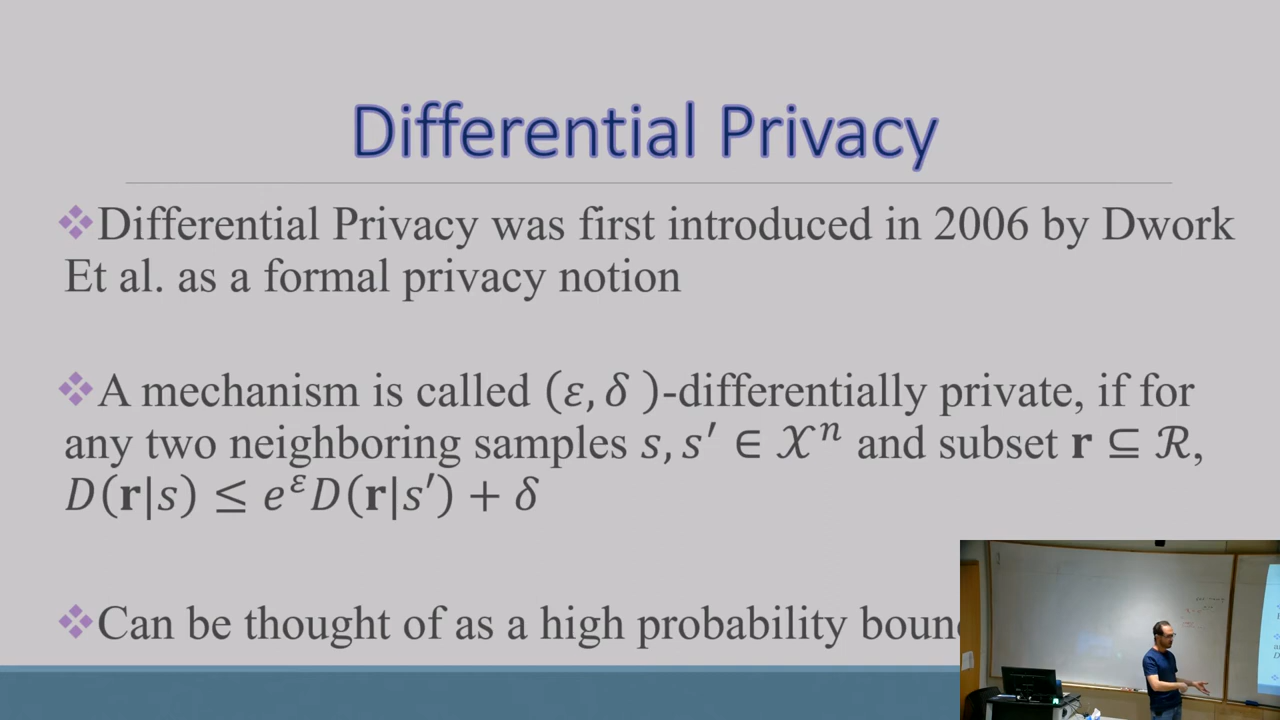 Differential Privacy
❖Differential Privacy was first introduced in 2006 by Dwork
Et al. as a formal privacy notion
❖A mechanism is called (ε, δ )-differentially private, if for
any two neighboring samples s, s′ ∈ 𝒳ⁿ and subset 𝐫 ⊆ ℛ,
D(𝐫|s) ≤ e^ε D(𝐫|s′) + δ
❖Can be thought of as a high probability